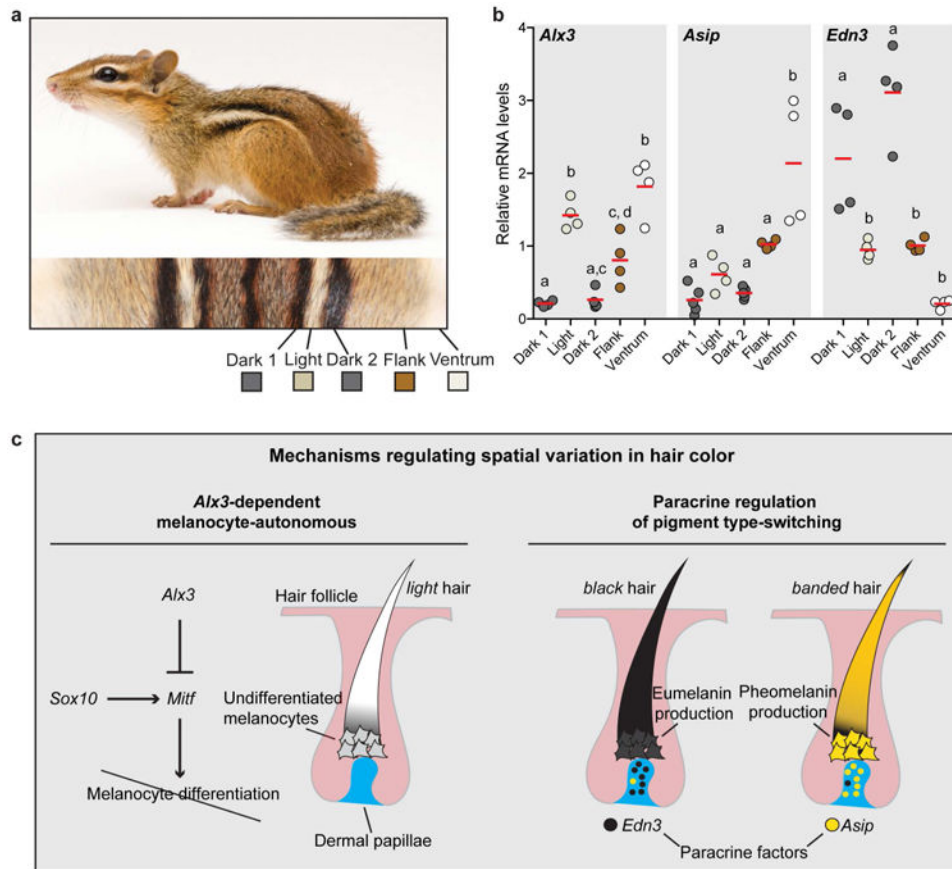 a
Dark 1 Light Dark 2 Flank Ventrum
b
Relative mRNA levels
4
3
2
1
0
Alx3
Asip
Edn3
a
b
a,c
c, d
b
a
a
a
a
b
a
b
a
b
b
Dark 1
Light
Dark 2
Flank
Ventrum
Dark 1
Light
Dark 2
Flank
Ventrum
Dark 1
Light
Dark 2
Flank
Ventrum
c
Mechanisms regulating spatial variation in hair color
Alx3-dependent
melanocyte-autonomous
Alx3
Sox10
Mitf
Melanocyte differentiation
Hair follicle
light hair
Undifferentiated
melanocytes
Dermal papillae
Paracrine regulation
of pigment type-switching
black hair
banded hair
Eumelanin
production
Pheomelanin
production
Edn3
Asip
Paracrine factors